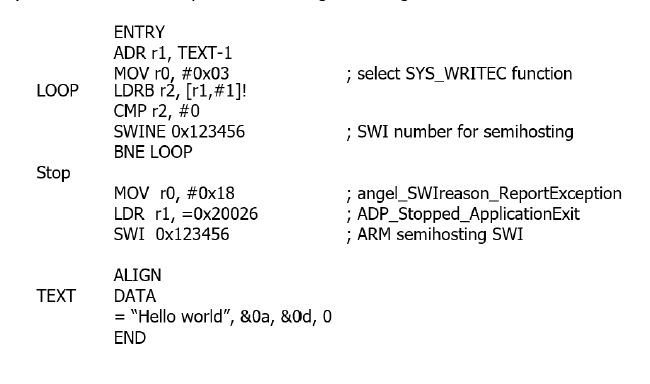 ENTRY
ADR r1, TEXT-1
MOV r0, #0x03 ; select SYS_WRITEC function
LOOP LDRB r2, [r1,#1]!
CMP r2, #0
SWINE 0x123456 ; SWI number for semihosting
BNE LOOP
Stop
MOV r0, #0x18 ; angel_SWIreason_ReportException
LDR r1, =0x20026 ; ADP_Stopped_ApplicationExit
SWI 0x123456 ; ARM semihosting SWI
ALIGN
TEXT DATA
= “Hello world”, &0a, &0d, 0
END